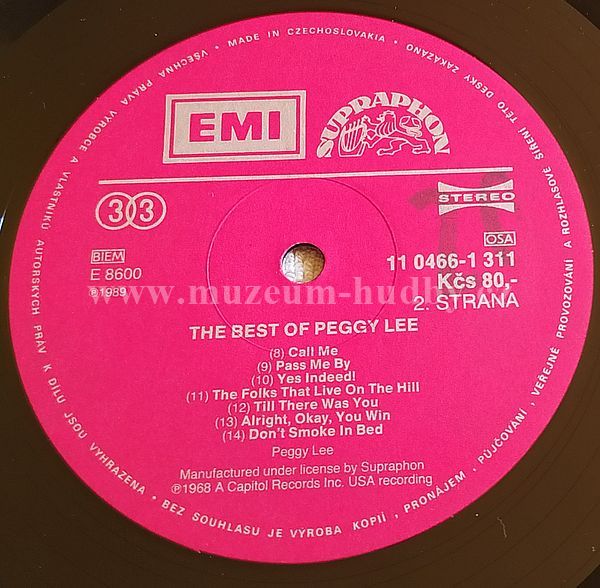 VŠECHNA PRÁVA VÝROBCE A VLASTNÍKŮ AUTORSKÝCH PRÁV K DÍLU JSOU VYHRAZENA • BEZ SOUHLASU JE VÝROBA KOPIÍ, PRONÁJEM, PŮJČOVÁNÍ, VEŘEJNÉ PROVOZOVÁNÍ A ROZHLASOVÉ ŠÍŘENÍ TÉTO DESKY ZAKÁZÁNO • MADE IN CZECHOSLOVAKIA •
EMI
SUPRAPHON
33
STEREO
BIEM
OSA
E 8600
11 0466-1 311
℗1989
Kčs 80,-
2. STRANA
www.muzeum-hudby
THE BEST OF PEGGY LEE
(8) Call Me
(9) Pass Me By
(10) Yes Indeed!
(11) The Folks That Live On The Hill
(12) Till There Was You
(13) Alright, Okay, You Win
(14) Don't Smoke In Bed
Peggy Lee
Manufactured under license by Supraphon
℗1968 A Capitol Records Inc. USA recording